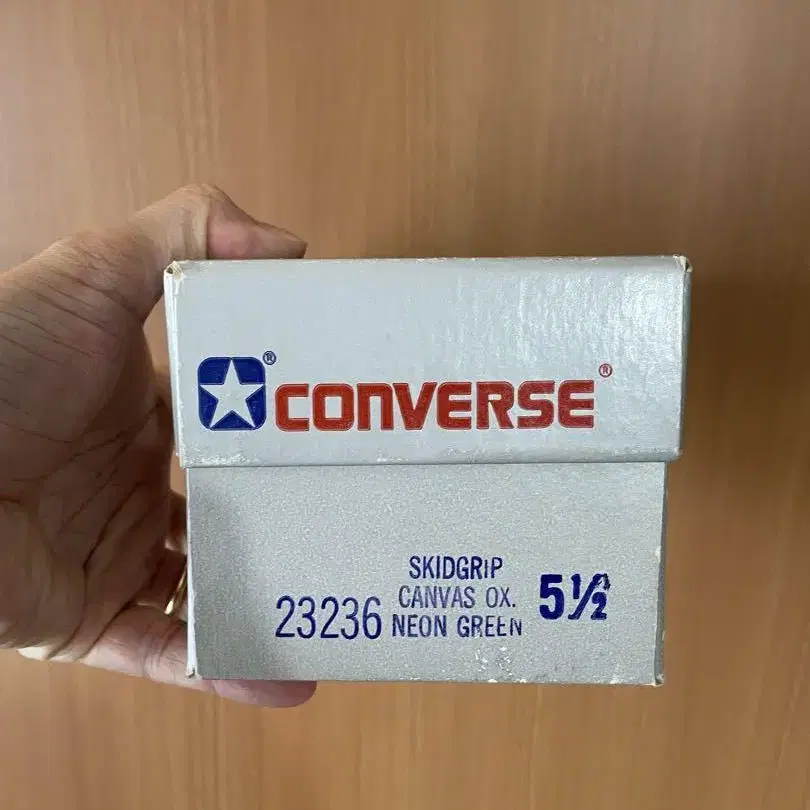 CONVERSE
SKIDGRIP
23236 CANVAS OX. 5½
NEON GREEN